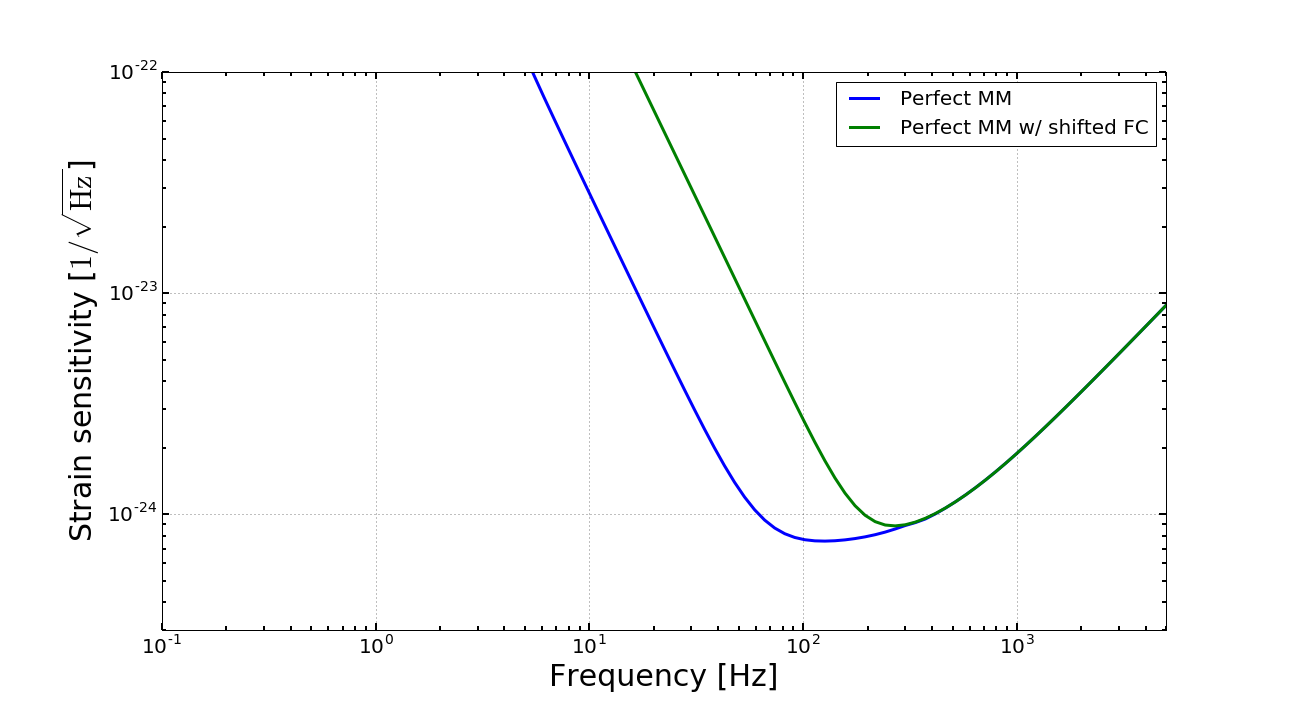 10^-22
10^-23
10^-24
Strain sensitivity [1/√Hz]
Perfect MM
Perfect MM w/ shifted FC
10^-1 10^0 10^1 10^2 10^3
Frequency [Hz]